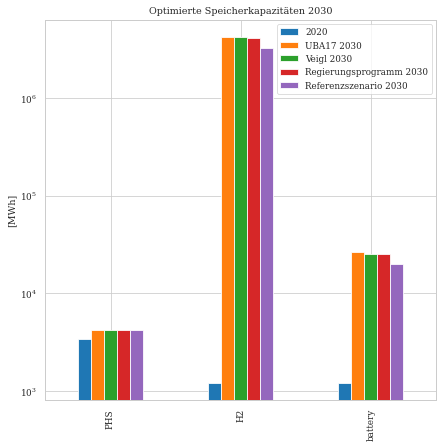 Optimierte Speicherkapazitäten 2030
2020
UBA17 2030
Veigl 2030
Regierungsprogramm 2030
Referenzszenario 2030
[MWh]
10⁶
10⁵
10⁴
10³
PHS
H2
battery